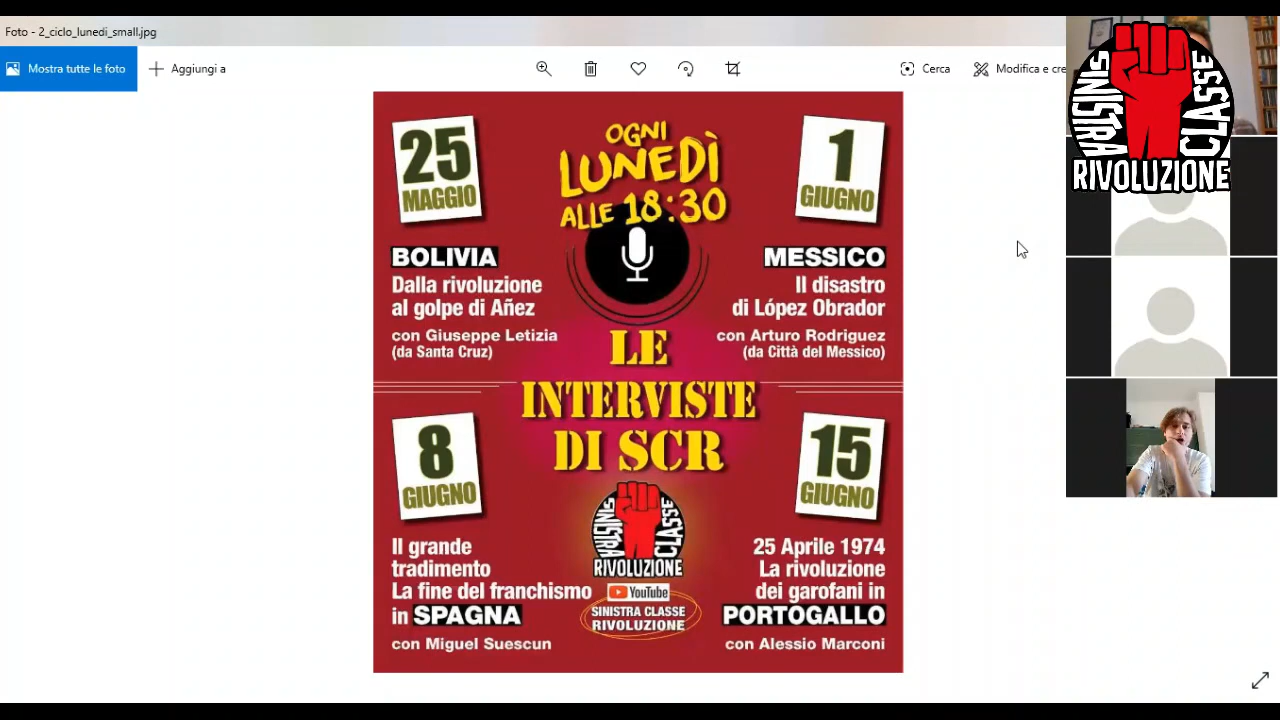 Foto - 2_ciclo_lunedi_small.jpg
Mostra tutte le foto
Aggiungi a
Cerca
Modifica e cre
SINISTRA
CLASSE
RIVOLUZIONE
25
MAGGIO
OGNI
LUNEDÌ
ALLE 18:30
1
GIUGNO
BOLIVIA
Dalla rivoluzione
al golpe di Añez
con Giuseppe Letizia
(da Santa Cruz)
MESSICO
Il disastro
di López Obrador
con Arturo Rodriguez
(da Città del Messico)
LE
INTERVISTE
DI SCR
8
GIUGNO
15
GIUGNO
SINISTRA
CLASSE
RIVOLUZIONE
Il grande
tradimento
La fine del franchismo
in SPAGNA
con Miguel Suescun
YouTube
SINISTRA CLASSE
RIVOLUZIONE
25 Aprile 1974
La rivoluzione
dei garofani in
PORTOGALLO
con Alessio Marconi